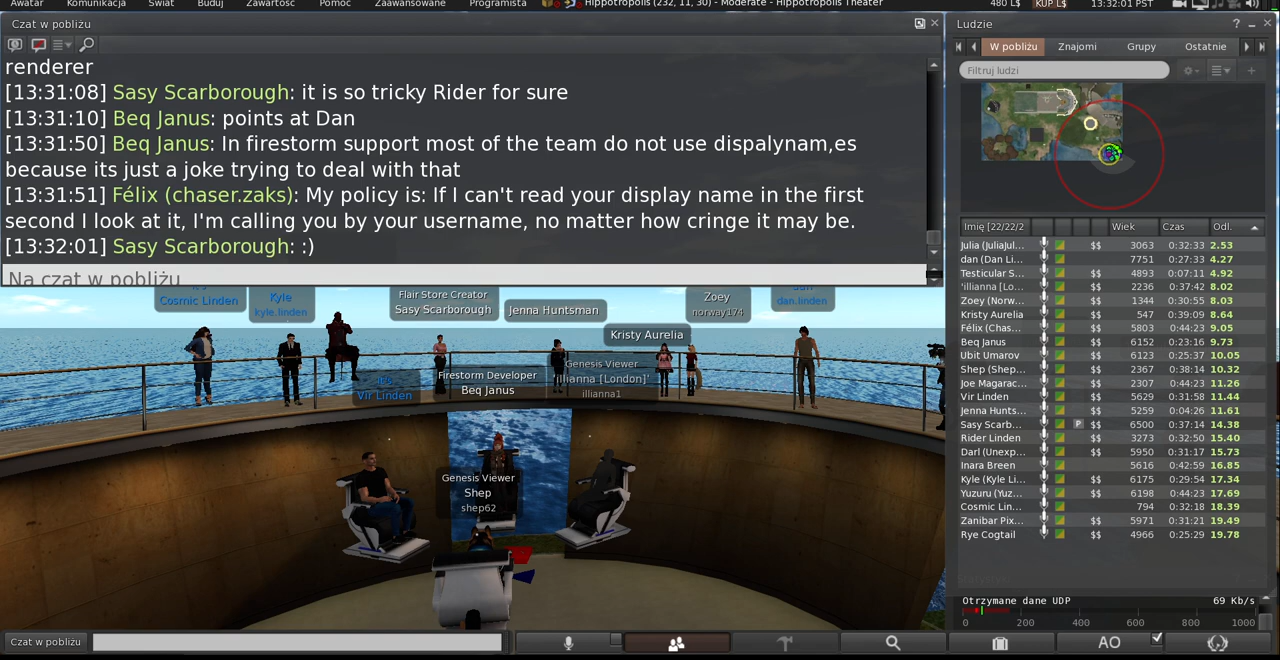 Awatar Komunikacja Świat Buduj Zawartość Pomoc Zaawansowane Programista Hippotropolis (232, 11, 30) - Moderate - Hippotropolis Theater 480 L$ KUP L$ 13:32:01 PST
Czat w pobliżu
renderer
[13:31:08] Sasy Scarborough: it is so tricky Rider for sure
[13:31:10] Beq Janus: points at Dan
[13:31:50] Beq Janus: In firestorm support most of the team do not use dispalynam,es
because its just a joke trying to deal with that
[13:31:51] Félix (chaser.zaks): My policy is: If I can't read your display name in the first
second I look at it, I'm calling you by your username, no matter how cringe it may be.
[13:32:01] Sasy Scarborough: :)
Na czat w pobliżu
Cosmic Linden
Kyle
kyle.linden
Flair Store Creator
Sasy Scarborough
Jenna Huntsman
Zoey
norway174
dan.linden
Kristy Aurelia
Vir Linden
Firestorm Developer
Beq Janus
Genesis Viewer
'illianna [London]'
illianna1
Genesis Viewer
Shep
shep62
Ludzie
W pobliżu Znajomi Grupy Ostatnie
Filtruj ludzi
Imię [22/22/2 Wiek Czas Odl.
Julia (JuliaJul... $$ 3063 0:32:33 2.53
dan (Dan Li... 7751 0:27:33 4.27
Testicular S... $$ 4893 0:07:11 4.92
'illianna [Lo... $$ 2236 0:37:42 8.02
Zoey (Norw... $$ 1344 0:30:55 8.03
Kristy Aurelia 547 0:39:09 8.64
Félix (Chas... $$ 5803 0:44:23 9.05
Beq Janus $$ 6152 0:23:16 9.73
Ubit Umarov $$ 6123 0:25:37 10.05
Shep (Shep... $$ 2367 0:38:14 10.32
Joe Magarac... $$ 2307 0:44:23 11.26
Vir Linden $$ 5629 0:31:58 11.44
Jenna Hunts... $$ 5259 0:04:26 11.61
Sasy Scarb... P $$ 6500 0:37:14 14.38
Rider Linden $$ 3273 0:32:50 15.40
Darl (Unexp... $$ 5950 0:31:17 15.73
Inara Breen 5616 0:42:59 16.85
Kyle (Kyle Li... $$ 6175 0:29:54 17.34
Yuzuru (Yuz... $$ 6198 0:44:23 17.69
Cosmic Lin... 794 0:32:18 18.39
Zanibar Pix... $$ 5971 0:31:21 19.49
Rye Cogtail $$ 4966 0:25:29 19.78
Otrzymane dane UDP 69 Kb/s
0 200 400 600 800 1000
Czat w pobliżu
AO